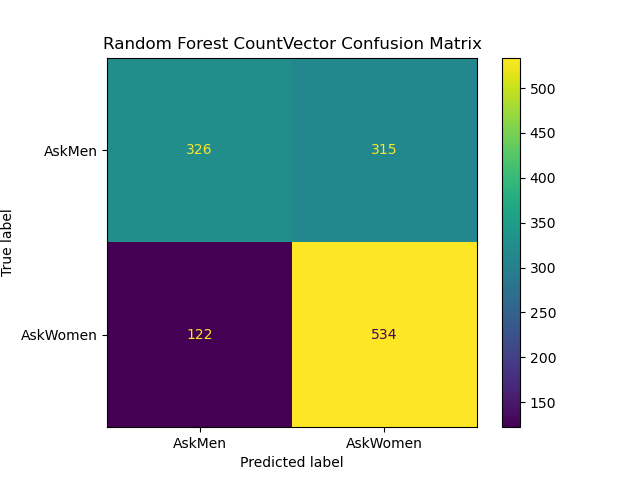 Random Forest CountVector Confusion Matrix
True label
AskMen
326
315
AskWomen
122
534
AskMen
AskWomen
Predicted label
500
450
400
350
300
250
200
150